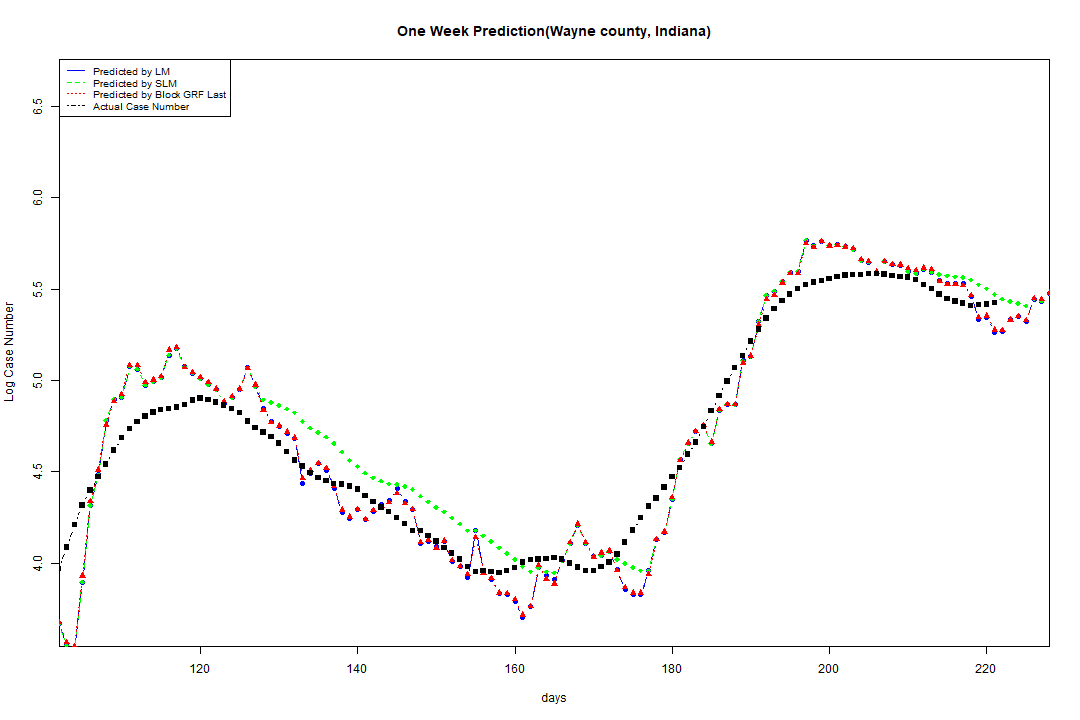 One Week Prediction(Wayne county, Indiana)
Predicted by LM
Predicted by SLM
Predicted by Block GRF Last
Actual Case Number
6.5
6.0
5.5
5.0
4.5
4.0
Log Case Number
120 140 160 180 200 220
days